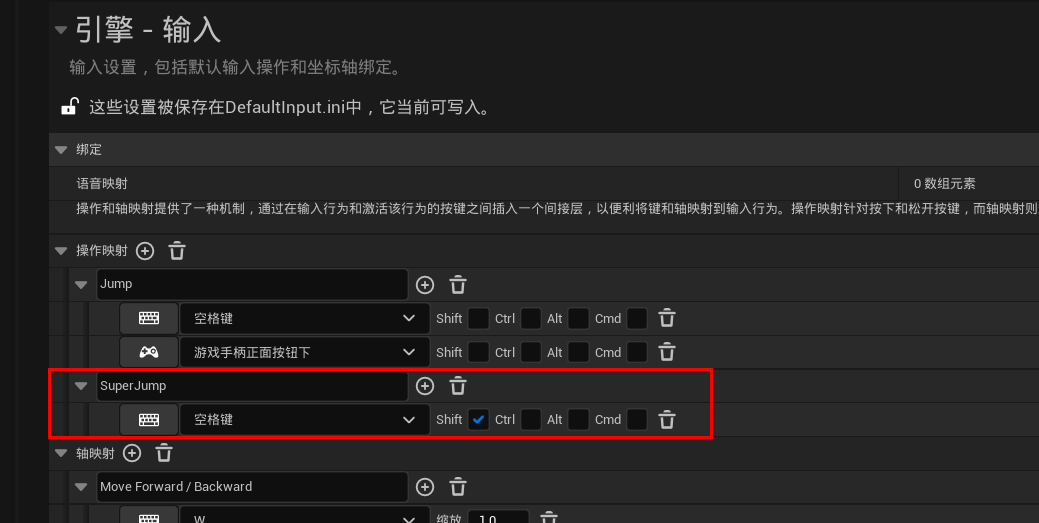 引擎 - 输入
输入设置，包括默认输入操作和坐标轴绑定。
这些设置被保存在DefaultInput.ini中，它当前可写入。
绑定
语音映射 0 数组元素
操作和轴映射提供了一种机制，通过在输入行为和激活该行为的按键之间插入一个间接层，以便利将键和轴映射到输入行为。操作映射针对按下和松开按键，而轴映射则
操作映射
Jump
空格键 Shift Ctrl Alt Cmd
游戏手柄正面按钮下 Shift Ctrl Alt Cmd
SuperJump
空格键 Shift Ctrl Alt Cmd
轴映射
Move Forward / Backward
W 缩放 1.0